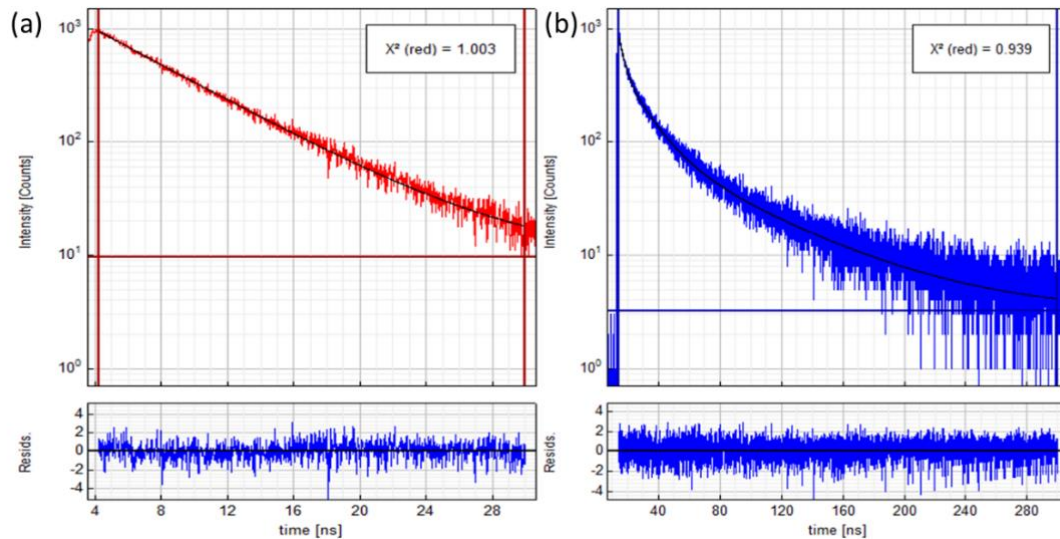 (a)
10³
10²
10¹
10⁰
Intensity [Counts]
X² (red) = 1.003
4
2
0
-2
-4
Resids.
4 8 12 16 20 24 28
time [ns]
(b)
10³
10²
10¹
10⁰
Intensity [Counts]
X² (red) = 0.939
4
2
0
-2
-4
Resids.
40 80 120 160 200 240 280
time [ns]